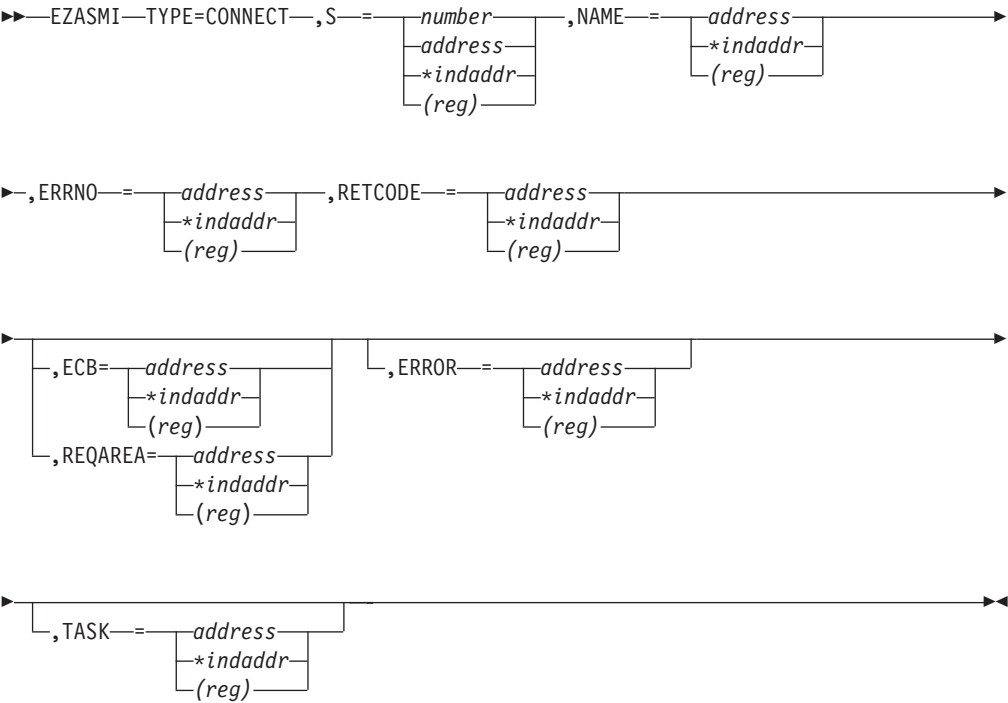 EZASMI TYPE=CONNECT ,S = number ,NAME = address
address *indaddr
*indaddr (reg)
(reg)
,ERRNO = address ,RETCODE = address
*indaddr *indaddr
(reg) (reg)
,ECB= address ,ERROR = address
*indaddr *indaddr
(reg) (reg)
,REQAREA= address
*indaddr
(reg)
,TASK = address
*indaddr
(reg)